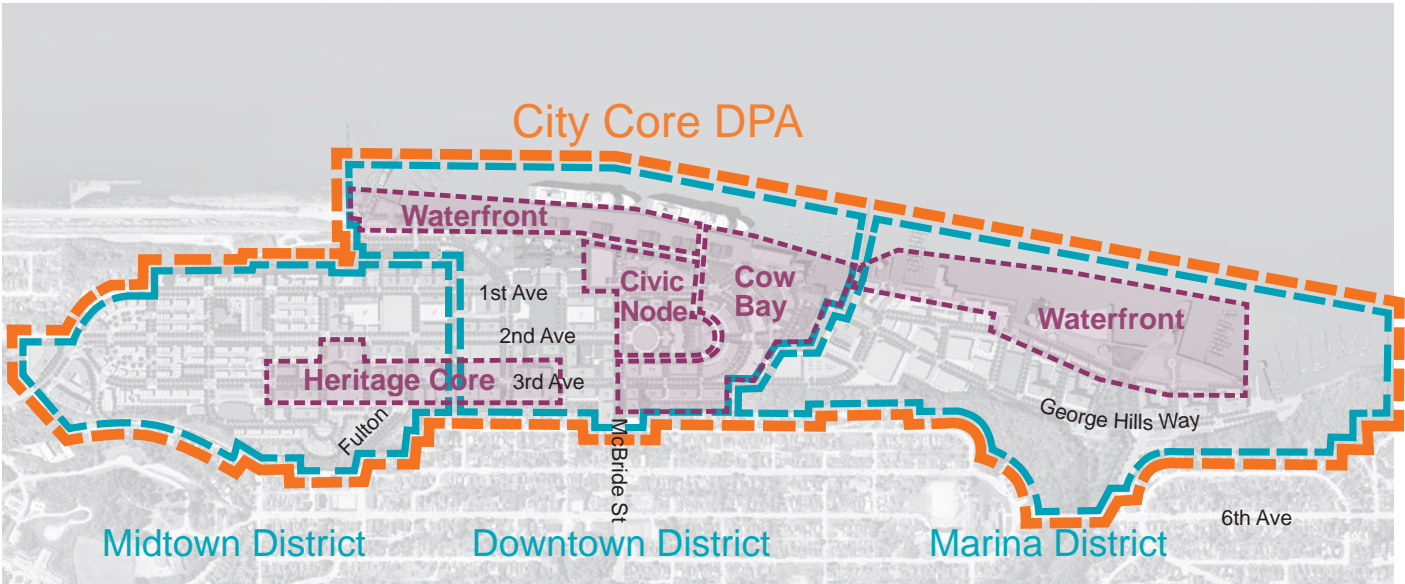 City Core DPA
Waterfront
Civic
Node
Cow
Bay
Waterfront
1st Ave
2nd Ave
Heritage Core
3rd Ave
Fulton
McBride St
George Hills Way
6th Ave
Midtown District
Downtown District
Marina District